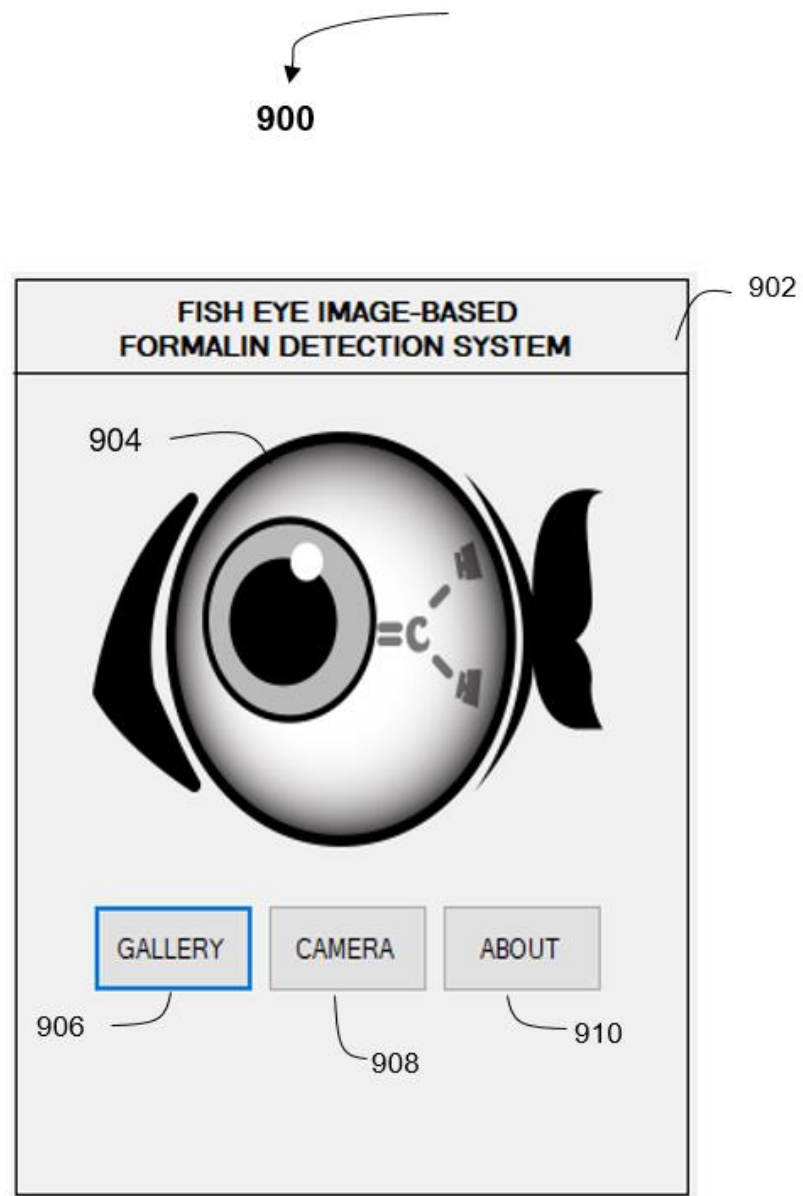 900
902
FISH EYE IMAGE-BASED
FORMALIN DETECTION SYSTEM
904
H
=C
H
GALLERY
CAMERA
ABOUT
906
908
910